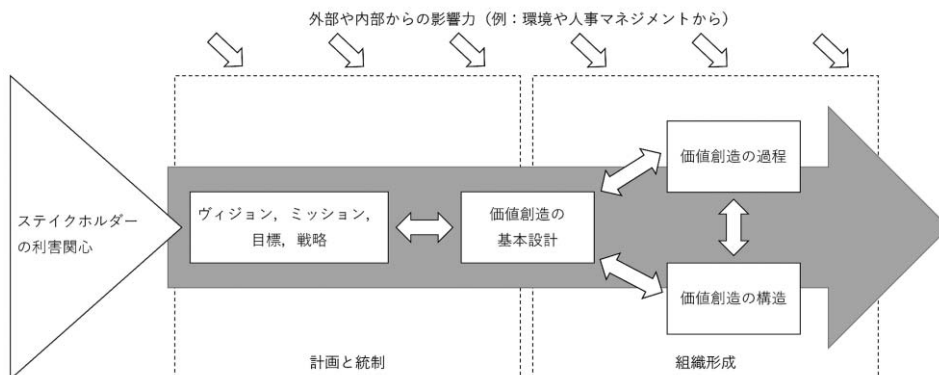 外部や内部からの影響力（例：環境や人事マネジメントから）
ステイクホルダー
の利害関心
ヴィジョン，ミッション，
目標，戦略
価値創造の
基本設計
価値創造の過程
価値創造の構造
計画と統制
組織形成